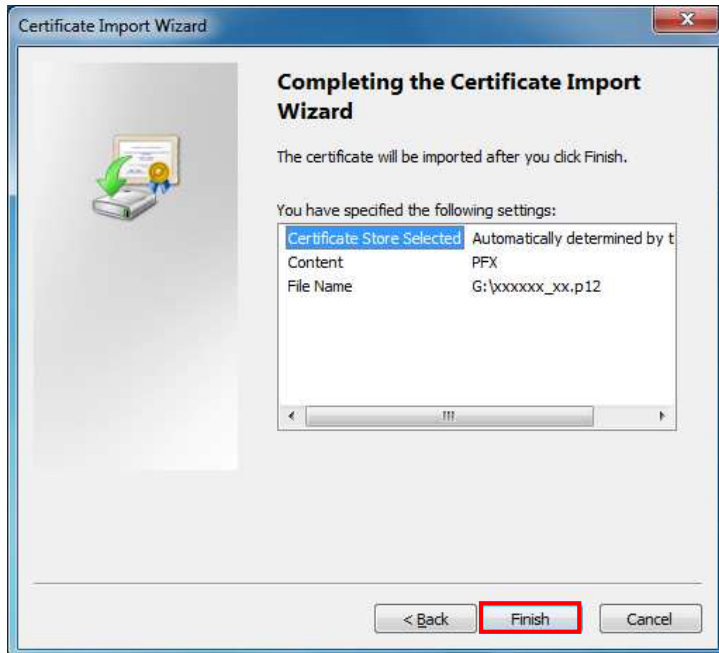 Certificate Import Wizard
Completing the Certificate Import
Wizard
The certificate will be imported after you click Finish.
You have specified the following settings:
Certificate Store Selected Automatically determined by t
Content PFX
File Name G:\xxxxxx_xx.p12
< Back Finish Cancel